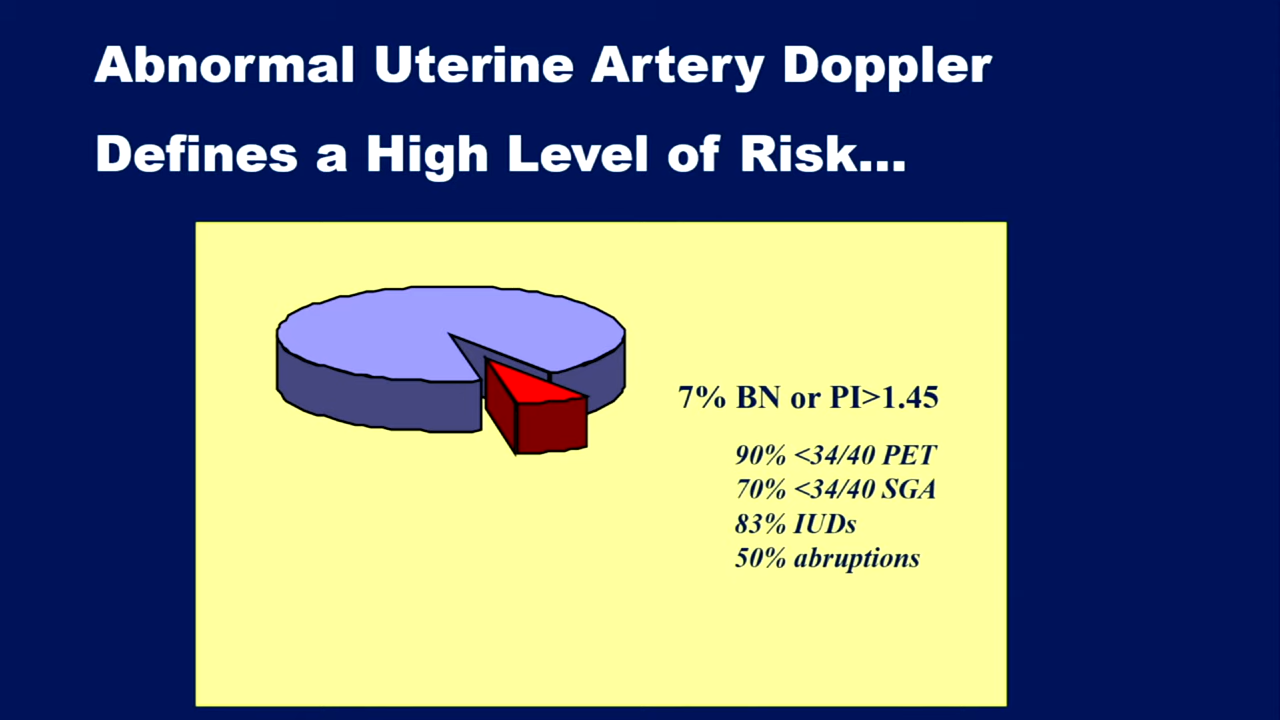 Abnormal Uterine Artery Doppler
Defines a High Level of Risk...
7% BN or PI>1.45
90% <34/40 PET
70% <34/40 SGA
83% IUDs
50% abruptions